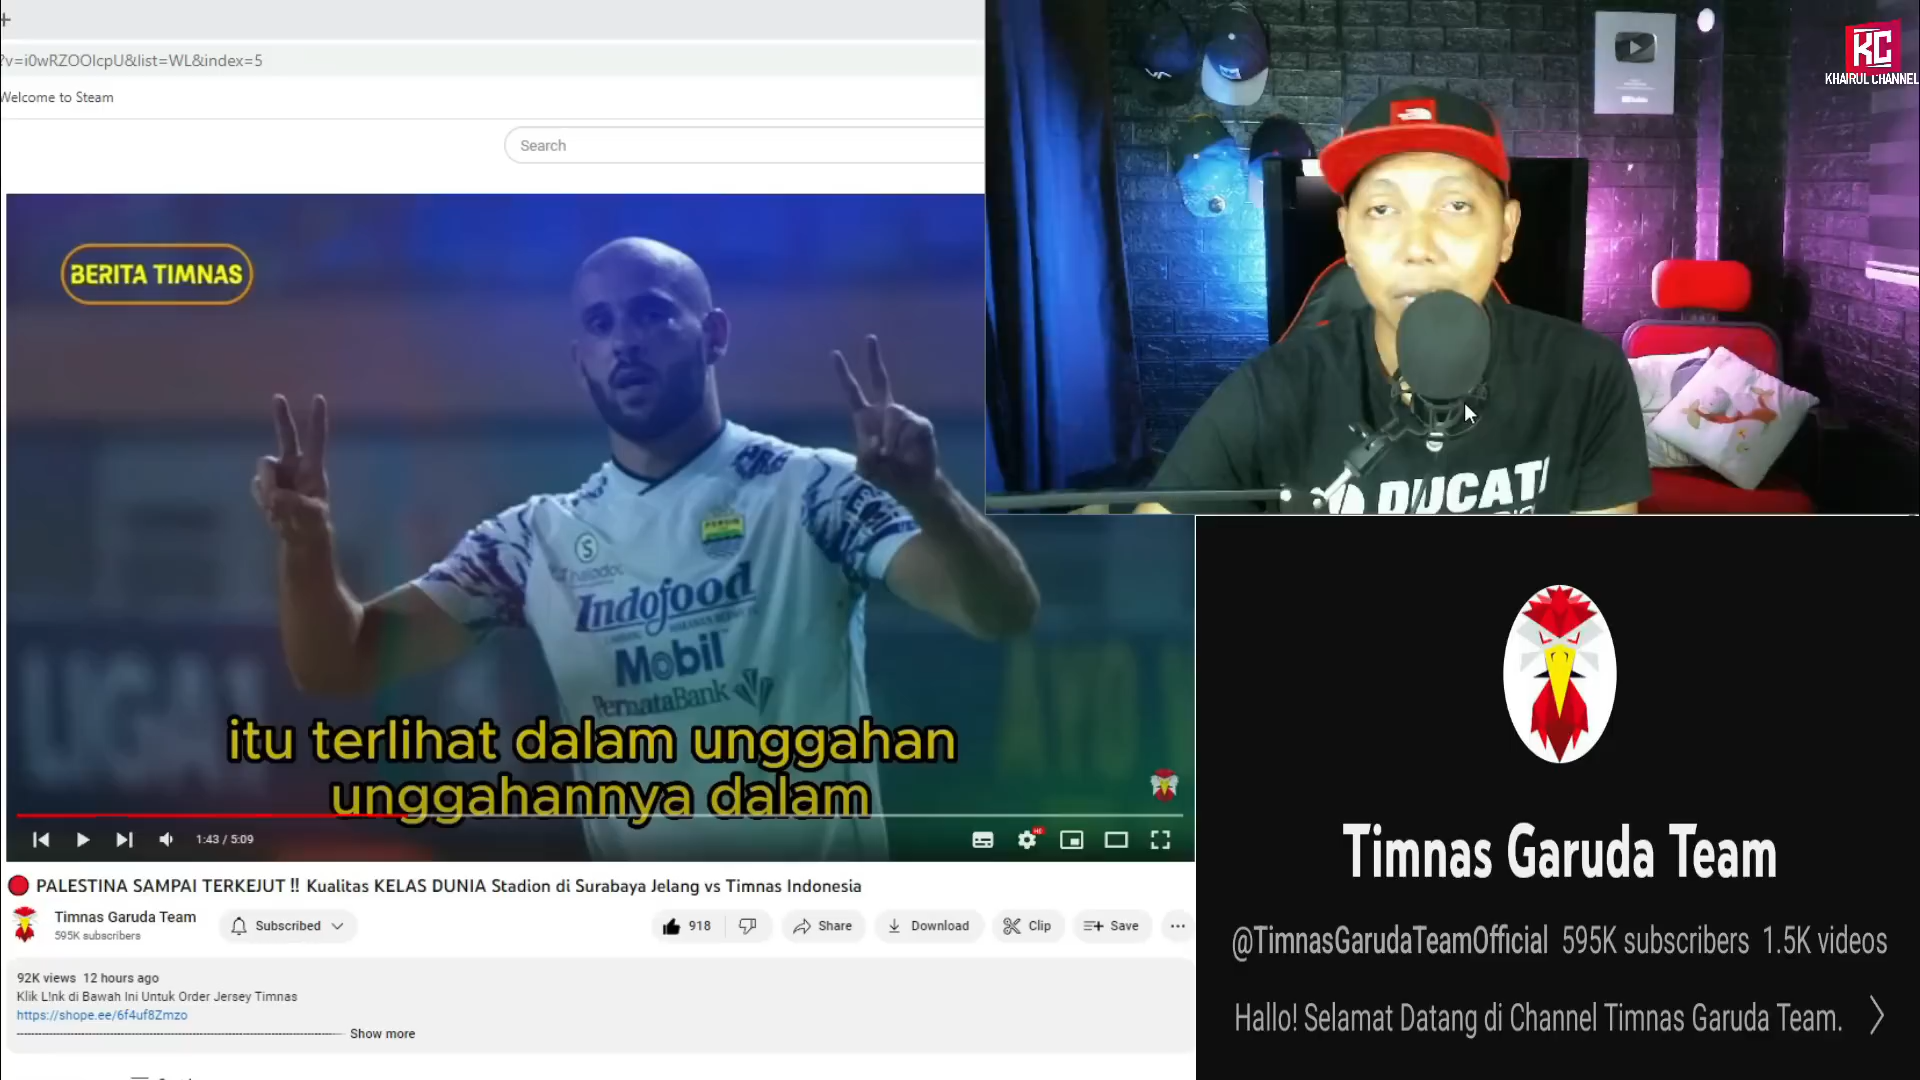 ?v=i0wRZOOIcpU&list=WL&index=5
Welcome to Steam
Search
KC
KHAIRUL CHANNEL
BERITA TIMNAS
PERSIB
Indofood
Mobil
PermataBank
DUCATI
itu terlihat dalam unggahan
unggahannya dalam
1:43 / 5:09
PALESTINA SAMPAI TERKEJUT !! Kualitas KELAS DUNIA Stadion di Surabaya Jelang vs Timnas Indonesia
Timnas Garuda Team
595K subscribers
Subscribed
918
Share
Download
Clip
Save
92K views 12 hours ago
Klik L!nk di Bawah Ini Untuk Order Jersey Timnas
https://shope.ee/6f4uf8Zmzo
Show more
Timnas Garuda Team
@TimnasGarudaTeamOfficial 595K subscribers 1.5K videos
Hallo! Selamat Datang di Channel Timnas Garuda Team.